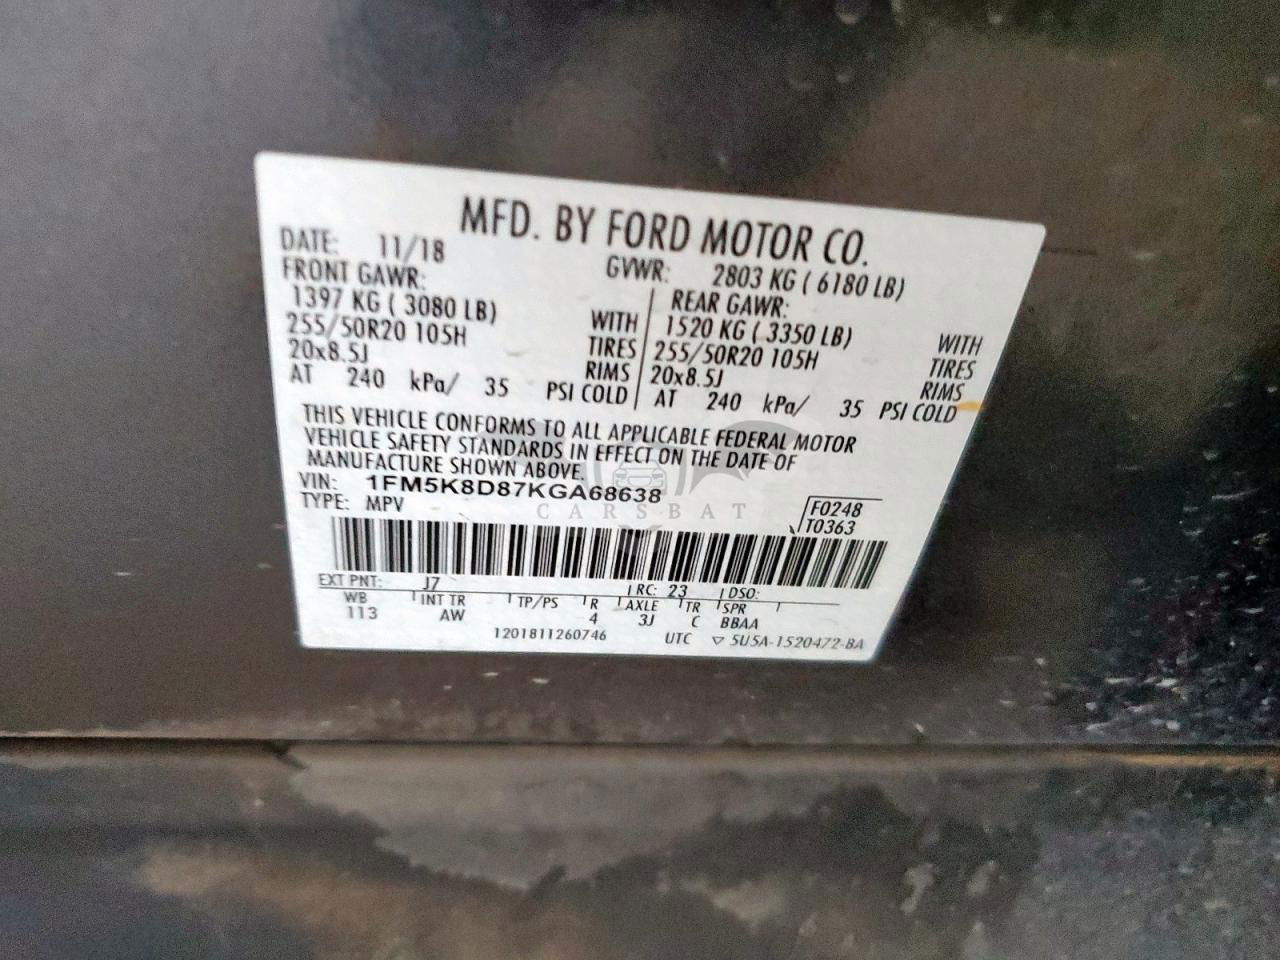 MFD. BY FORD MOTOR CO.
DATE: 11/18
GVWR: 2803 KG ( 6180 LB)
FRONT GAWR:
1397 KG ( 3080 LB) WITH
255/50R20 105H TIRES
20x8.5J RIMS
AT 240 kPa/ 35 PSI COLD
REAR GAWR:
1520 KG ( 3350 LB) WITH
255/50R20 105H TIRES
20x8.5J RIMS
AT 240 kPa/ 35 PSI COLD
THIS VEHICLE CONFORMS TO ALL APPLICABLE FEDERAL MOTOR
VEHICLE SAFETY STANDARDS IN EFFECT ON THE DATE OF
MANUFACTURE SHOWN ABOVE.
VIN: 1FM5K8D87KGA68638
TYPE: MPV
F0248
T0363
CARSBAT
EXT PNT: J7 RC: 23 DSO:
WB INT TR TP/PS R AXLE TR SPR
113 AW 4 3J C BBAA
1201811260746 UTC ▽ 5U5A-1520472-BA